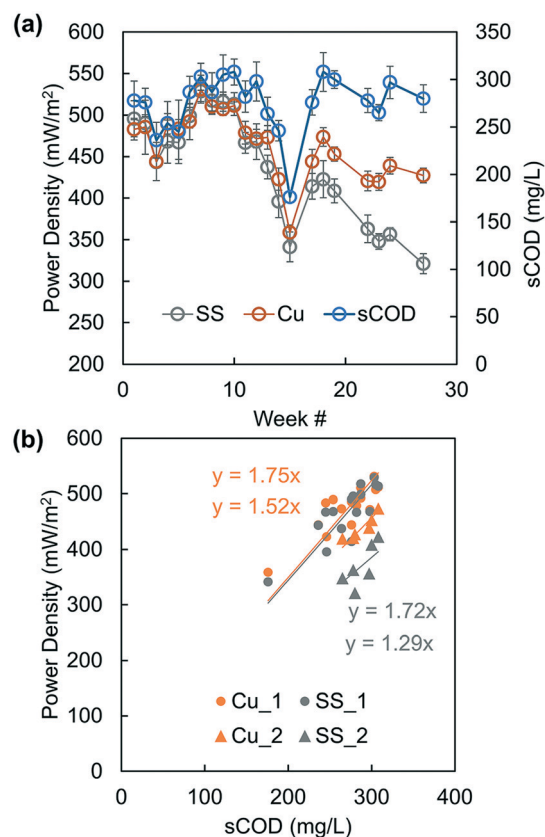 (a)
600
550
500
450
400
350
300
250
200
Power Density (mW/m²)
350
300
250
200
150
100
50
0
sCOD (mg/L)
SS Cu sCOD
0 10 20 30
Week #
(b)
600
500
400
300
200
100
0
Power Density (mW/m²)
y = 1.75x
y = 1.52x
y = 1.72x
y = 1.29x
Cu_1 SS_1
Cu_2 SS_2
0 100 200 300 400
sCOD (mg/L)